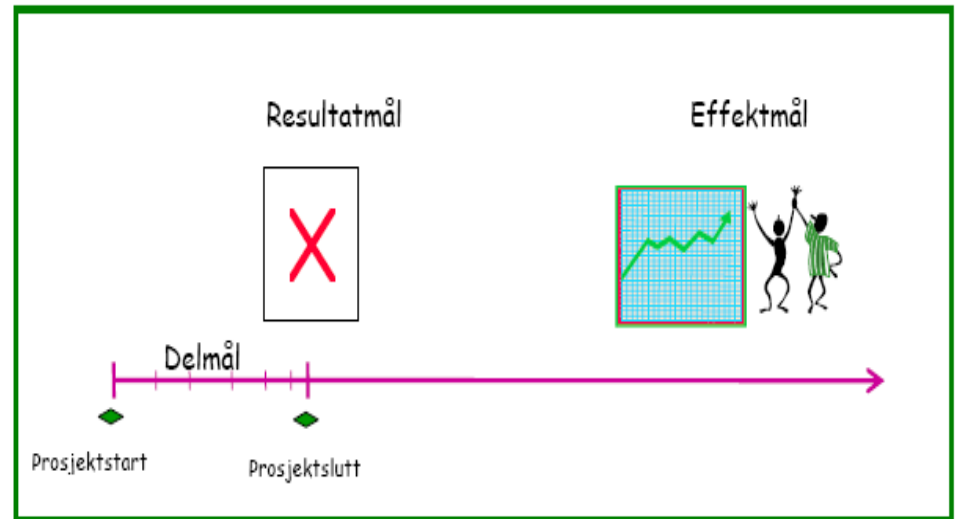 Resultatmål
Effektmål
X
Delmål
Prosjektstart
Prosjektslutt